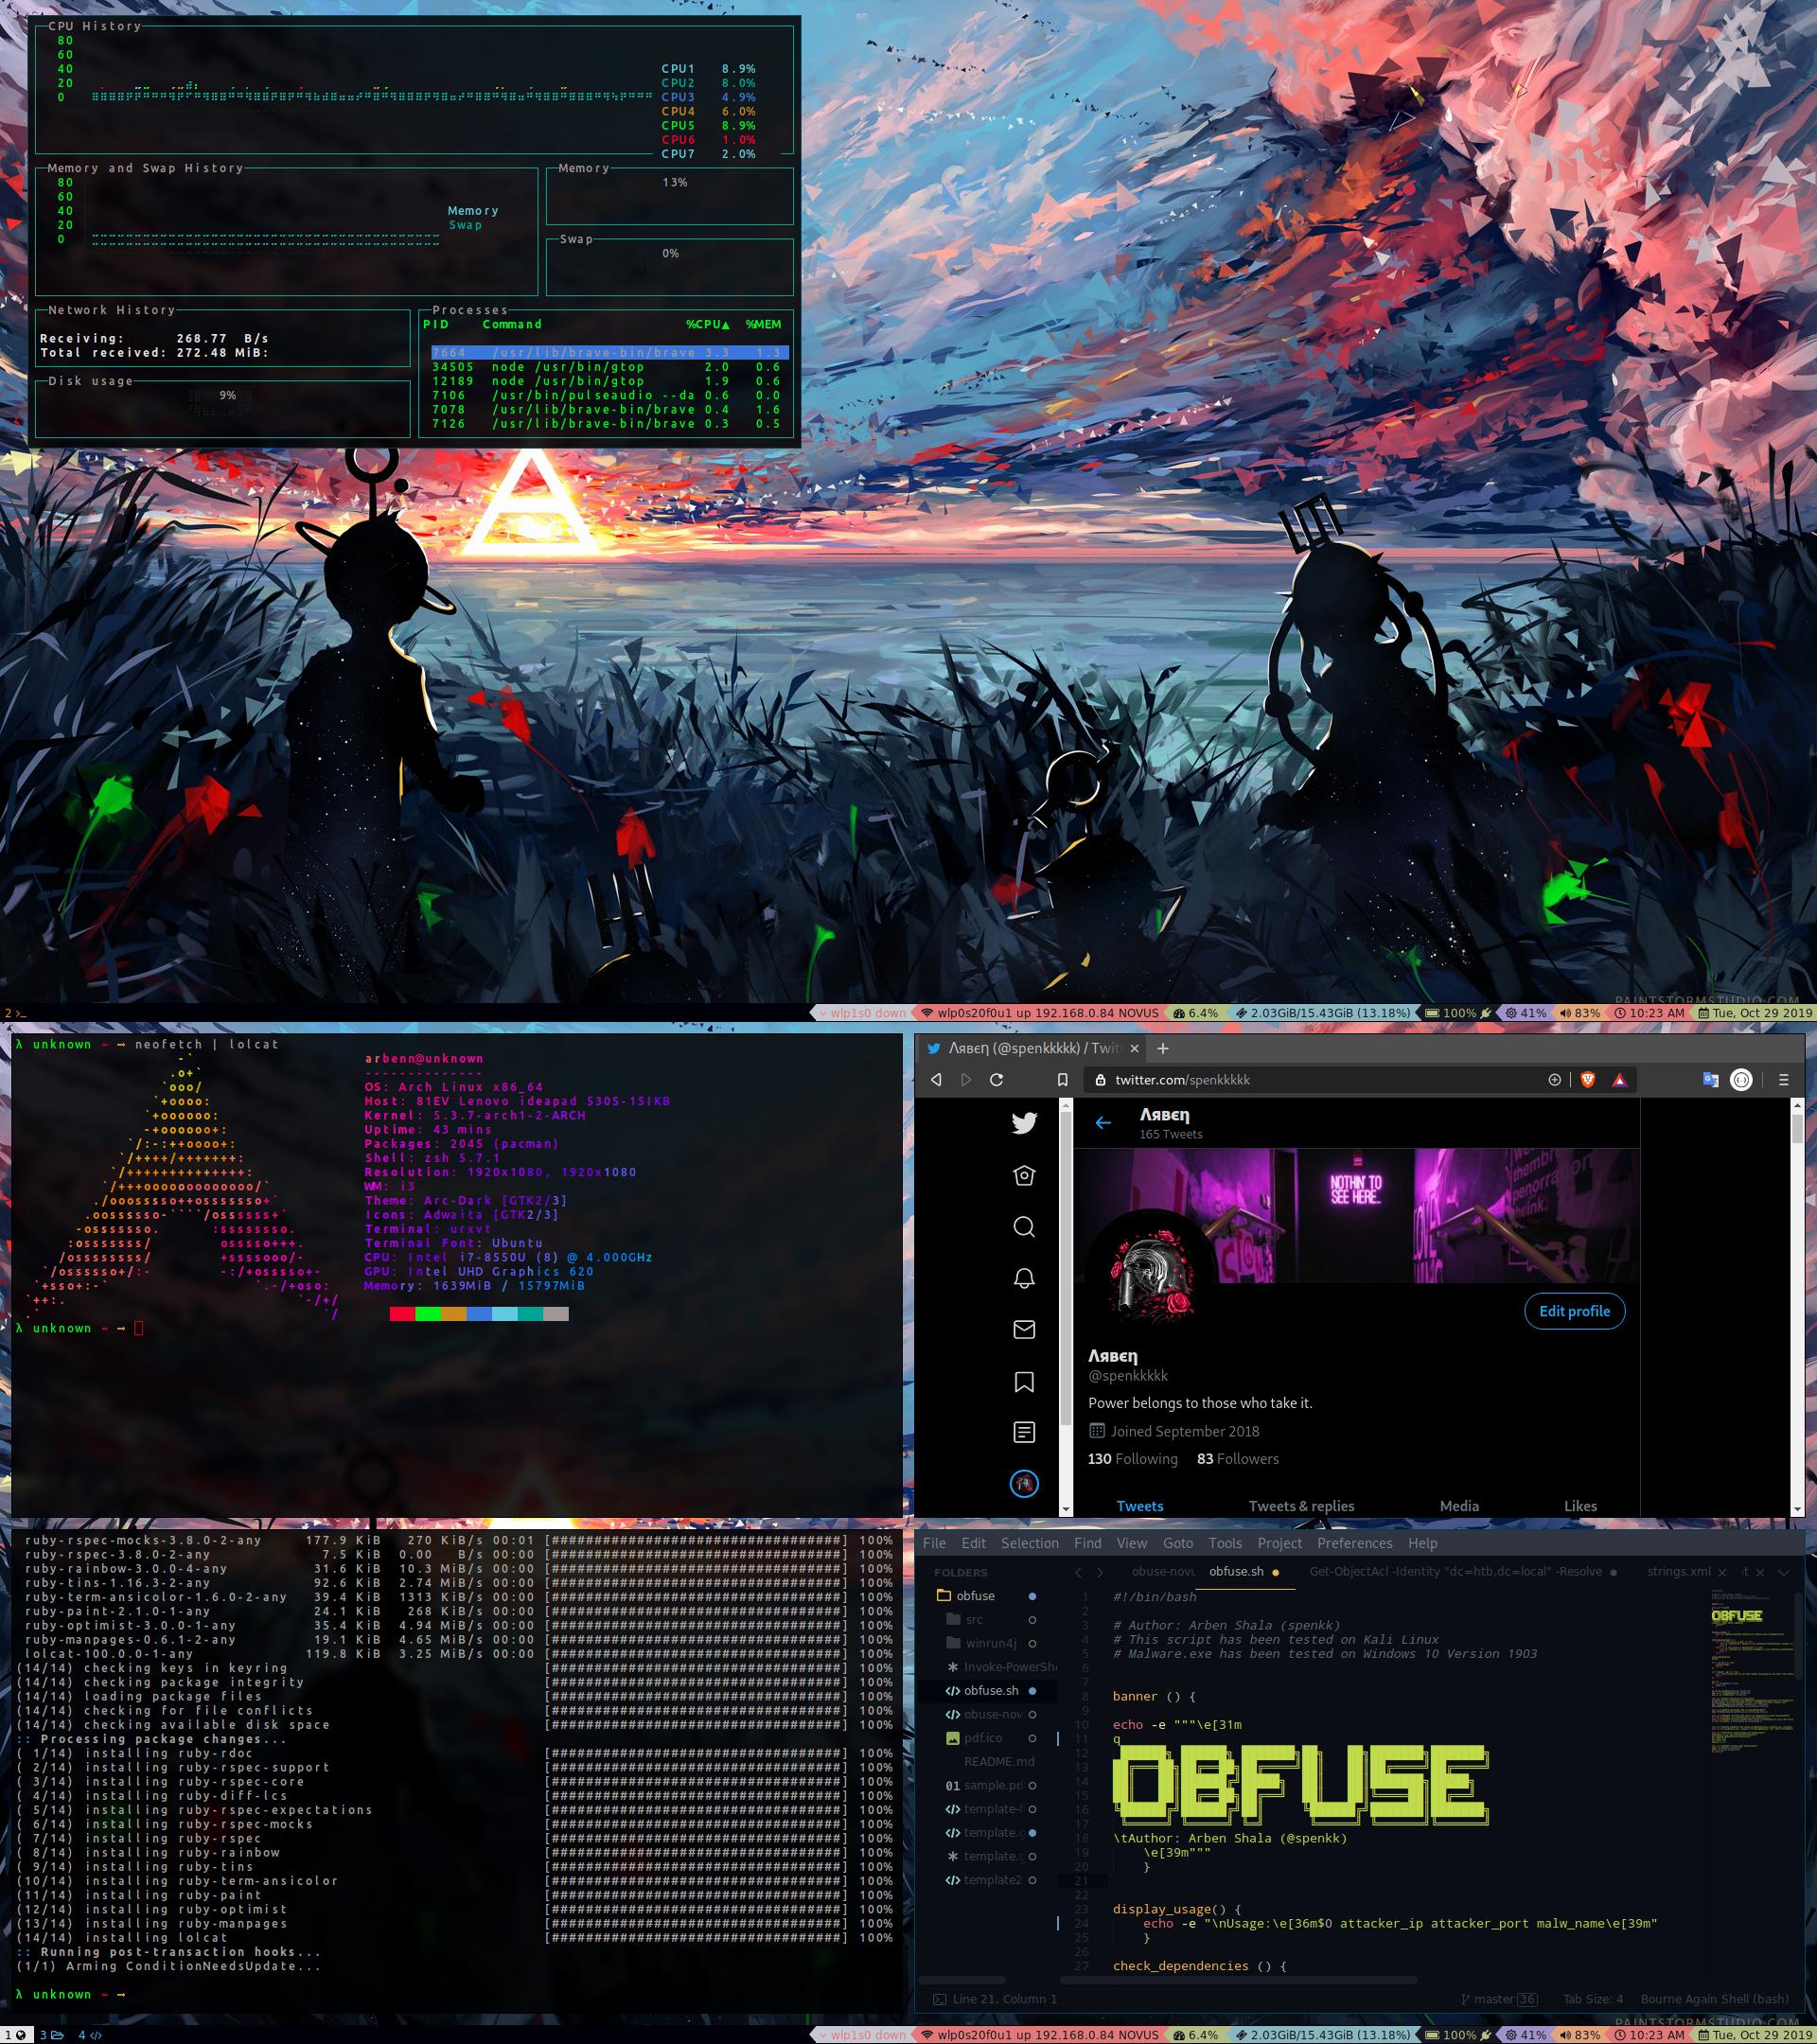 CPU History
80
60
40
20
0
CPU1 8.9%
CPU2 8.0%
CPU3 4.9%
CPU4 6.0%
CPU5 8.9%
CPU6 1.0%
CPU7 2.0%
Memory and Swap History
80
60
40
20
0
Memory
Swap
Memory
13%
Swap
0%
Network History
Receiving: 268.77 B/s
Total received: 272.48 MiB:
Disk usage
9%
Processes
PID Command %CPU▲ %MEM
7664 /usr/lib/brave-bin/brave 3.3 1.3
34505 node /usr/bin/gtop 2.0 0.6
12189 node /usr/bin/gtop 1.9 0.6
7106 /usr/bin/pulseaudio --da 0.6 0.0
7078 /usr/lib/brave-bin/brave 0.4 1.6
7126 /usr/lib/brave-bin/brave 0.3 0.5
PAINTSTORMSTUDIO.COM
2 >_
wlp1s0 down wlp0s20f0u1 up 192.168.0.84 NOVUS 6.4% 2.03GiB/15.43GiB (13.18%) 100% 41% 83% 10:23 AM Tue, Oct 29 2019
λ unknown ~ → neofetch | lolcat
arbenn@unknown
--------------
OS: Arch Linux x86_64
Host: 81EV Lenovo ideapad 530S-15IKB
Kernel: 5.3.7-arch1-2-ARCH
Uptime: 43 mins
Packages: 2045 (pacman)
Shell: zsh 5.7.1
Resolution: 1920x1080, 1920x1080
WM: i3
Theme: Arc-Dark [GTK2/3]
Icons: Adwaita [GTK2/3]
Terminal: urxvt
Terminal Font: Ubuntu
CPU: Intel i7-8550U (8) @ 4.000GHz
GPU: Intel UHD Graphics 620
Memory: 1639MiB / 15797MiB
λ unknown ~ →
Λявєη (@spenkkkkk) / Twit
twitter.com/spenkkkkk
Λявєη
165 Tweets
NOTHIN' TO
SEE HERE...
Edit profile
Λявєη
@spenkkkkk
Power belongs to those who take it.
Joined September 2018
130 Following 83 Followers
Tweets Tweets & replies Media Likes
ruby-rspec-mocks-3.8.0-2-any 177.9 KiB 270 KiB/s 00:01 [###################################] 100%
ruby-rspec-3.8.0-2-any 7.5 KiB 0.00 B/s 00:00 [###################################] 100%
ruby-rainbow-3.0.0-4-any 31.6 KiB 10.3 MiB/s 00:00 [###################################] 100%
ruby-tins-1.16.3-2-any 92.6 KiB 2.74 MiB/s 00:00 [###################################] 100%
ruby-term-ansicolor-1.6.0-2-any 39.4 KiB 1313 KiB/s 00:00 [###################################] 100%
ruby-paint-2.1.0-1-any 24.1 KiB 268 KiB/s 00:00 [###################################] 100%
ruby-optimist-3.0.0-1-any 35.4 KiB 4.94 MiB/s 00:00 [###################################] 100%
ruby-manpages-0.6.1-2-any 19.1 KiB 4.65 MiB/s 00:00 [###################################] 100%
lolcat-100.0.0-1-any 119.8 KiB 3.25 MiB/s 00:00 [###################################] 100%
(14/14) checking keys in keyring [###################################] 100%
(14/14) checking package integrity [###################################] 100%
(14/14) loading package files [###################################] 100%
(14/14) checking for file conflicts [###################################] 100%
(14/14) checking available disk space [###################################] 100%
:: Processing package changes...
( 1/14) installing ruby-rdoc [###################################] 100%
( 2/14) installing ruby-rspec-support [###################################] 100%
( 3/14) installing ruby-rspec-core [###################################] 100%
( 4/14) installing ruby-diff-lcs [###################################] 100%
( 5/14) installing ruby-rspec-expectations [###################################] 100%
( 6/14) installing ruby-rspec-mocks [###################################] 100%
( 7/14) installing ruby-rspec [###################################] 100%
( 8/14) installing ruby-rainbow [###################################] 100%
( 9/14) installing ruby-tins [###################################] 100%
(10/14) installing ruby-term-ansicolor [###################################] 100%
(11/14) installing ruby-paint [###################################] 100%
(12/14) installing ruby-optimist [###################################] 100%
(13/14) installing ruby-manpages [###################################] 100%
(14/14) installing lolcat [###################################] 100%
:: Running post-transaction hooks...
(1/1) Arming ConditionNeedsUpdate...
λ unknown ~ →
File Edit Selection Find View Goto Tools Project Preferences Help
FOLDERS
obfuse
src
winrun4j
Invoke-PowerShe
obfuse.sh
obuse-nov
pdf.ico
README.md
01 sample.pd
template-f
template.c
template.c
template2
obuse-novu obfuse.sh Get-ObjectAcl -Identity "dc=htb,dc=local" -Resolve strings.xml
1 #!/bin/bash
2
3 # Author: Arben Shala (spenkk)
4 # This script has been tested on Kali Linux
5 # Malware.exe has been tested on Windows 10 Version 1903
6
7
8 banner () {
9
10 echo -e """\e[31m
11 q
12
13
14
15
16
17
OBFUSE
18 \tAuthor: Arben Shala (@spenkk)
19 \e[39m"""
20 }
21
22
23 display_usage() {
24 echo -e "\nUsage:\e[36m$0 attacker_ip attacker_port malw_name\e[39m"
25 }
26
27 check_dependencies () {
Line 21, Column 1 master 36 Tab Size: 4 Bourne Again Shell (bash)
PAINTSTORMSTUDIO.COM
1 3 4
wlp1s0 down wlp0s20f0u1 up 192.168.0.84 NOVUS 6.4% 2.03GiB/15.43GiB (13.18%) 100% 41% 83% 10:23 AM Tue, Oct 29 2019